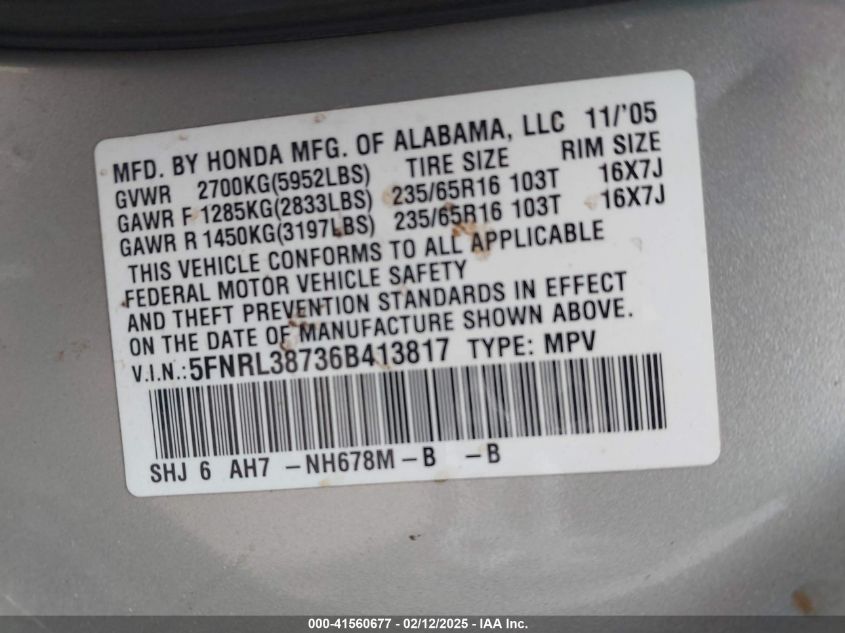 MFD. BY HONDA MFG. OF ALABAMA, LLC 11/'05
TIRE SIZE RIM SIZE
GVWR 2700KG(5952LBS)
GAWR F 1285KG(2833LBS) 235/65R16 103T 16X7J
GAWR R 1450KG(3197LBS) 235/65R16 103T 16X7J
THIS VEHICLE CONFORMS TO ALL APPLICABLE
FEDERAL MOTOR VEHICLE SAFETY
AND THEFT PREVENTION STANDARDS IN EFFECT
ON THE DATE OF MANUFACTURE SHOWN ABOVE.
V.I.N.:5FNRL38736B413817 TYPE: MPV
SHJ 6 AH7 -NH678M-B -B
000-41560677 / 02/12/2025 - IAA Inc.